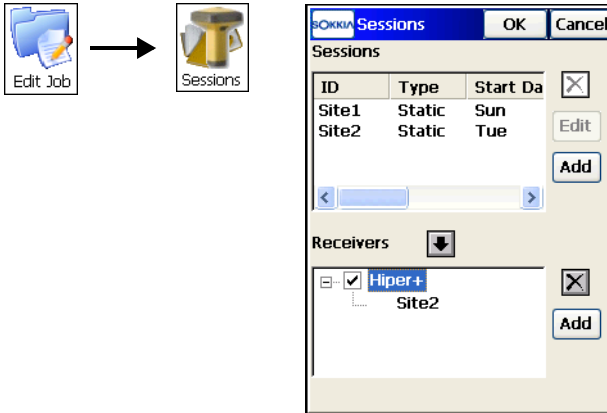 Edit Job
Sessions
SOKKIA Sessions OK Cancel
Sessions
ID Type Start Da
Site1 Static Sun
Site2 Static Tue
Edit
Add
Receivers
Hiper+
Site2
Add